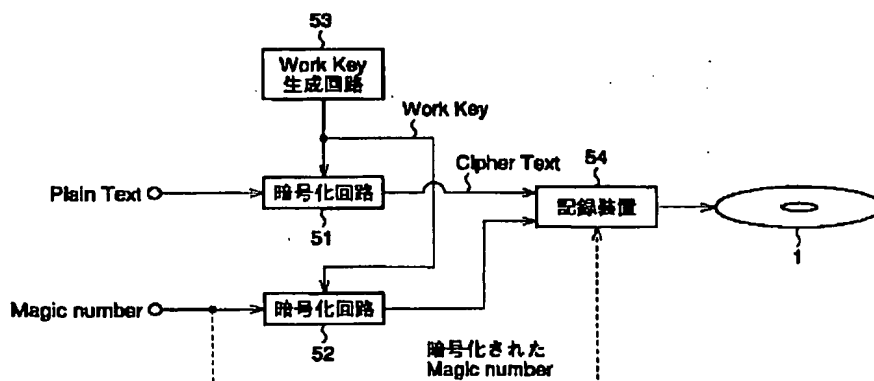 53
Work Key
生成回路
Work Key
Cipher Text
54
Plain Text
暗号化回路
記録装置
51
1
Magic number
暗号化回路
52
暗号化された
Magic number